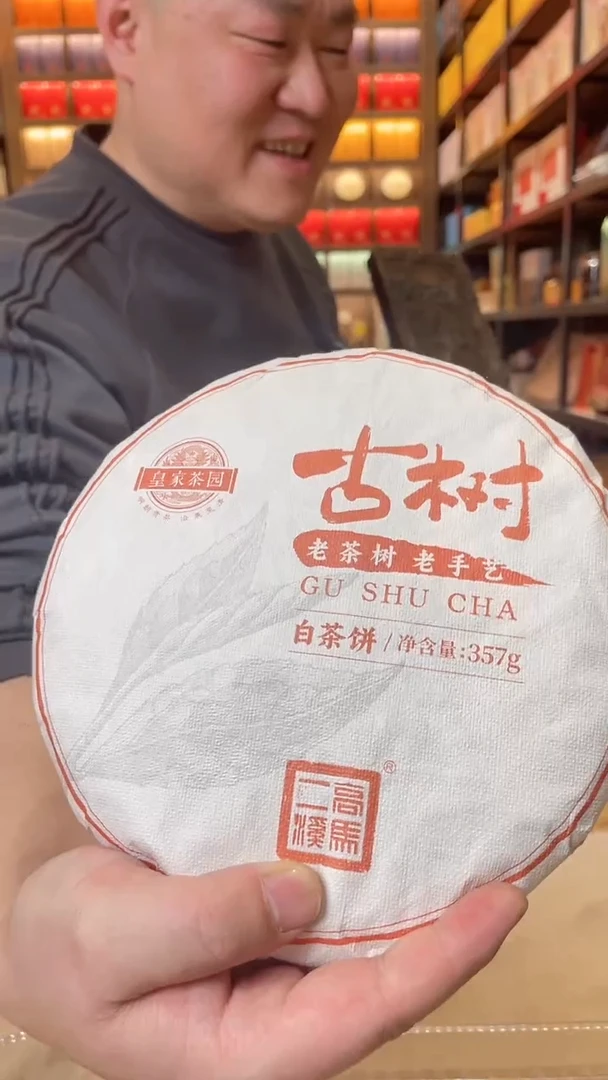 皇家茶园
古树
老茶树 老手艺
GU SHU CHA
白茶饼 / 净含量:357g
高馬二溪
®